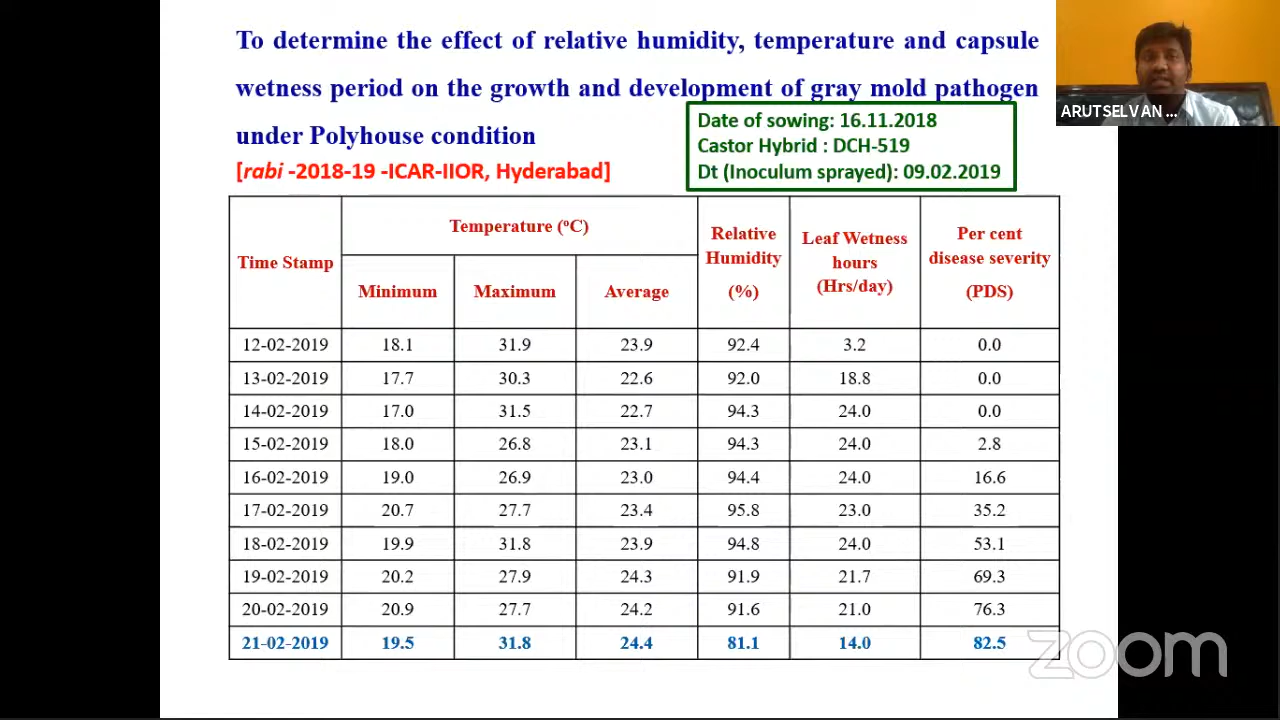 To determine the effect of relative humidity, temperature and capsule
wetness period on the growth and development of gray mold pathogen
under Polyhouse condition
[rabi -2018-19 -ICAR-IIOR, Hyderabad]
Date of sowing: 16.11.2018
Castor Hybrid : DCH-519
Dt (Inoculum sprayed): 09.02.2019
ARUTSELVAN ...
Time Stamp
Temperature (ºC)
Relative
Humidity
(%)
Leaf Wetness
hours
(Hrs/day)
Per cent
disease severity
(PDS)
Minimum Maximum Average
12-02-2019 18.1 31.9 23.9 92.4 3.2 0.0
13-02-2019 17.7 30.3 22.6 92.0 18.8 0.0
14-02-2019 17.0 31.5 22.7 94.3 24.0 0.0
15-02-2019 18.0 26.8 23.1 94.3 24.0 2.8
16-02-2019 19.0 26.9 23.0 94.4 24.0 16.6
17-02-2019 20.7 27.7 23.4 95.8 23.0 35.2
18-02-2019 19.9 31.8 23.9 94.8 24.0 53.1
19-02-2019 20.2 27.9 24.3 91.9 21.7 69.3
20-02-2019 20.9 27.7 24.2 91.6 21.0 76.3
21-02-2019 19.5 31.8 24.4 81.1 14.0 82.5
zoom